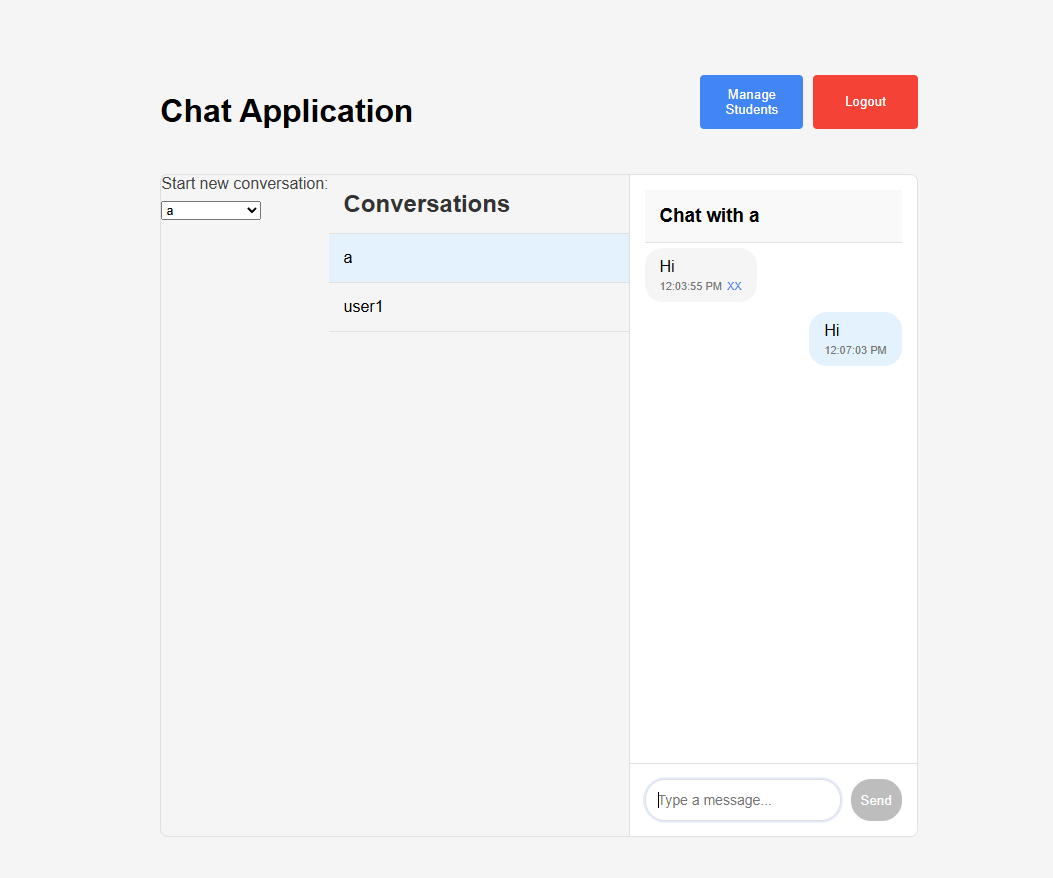 Chat Application
Manage
Students
Logout
Start new conversation:
a
Conversations
a
user1
Chat with a
Hi
12:03:55 PM XX
Hi
12:07:03 PM
Type a message...
Send